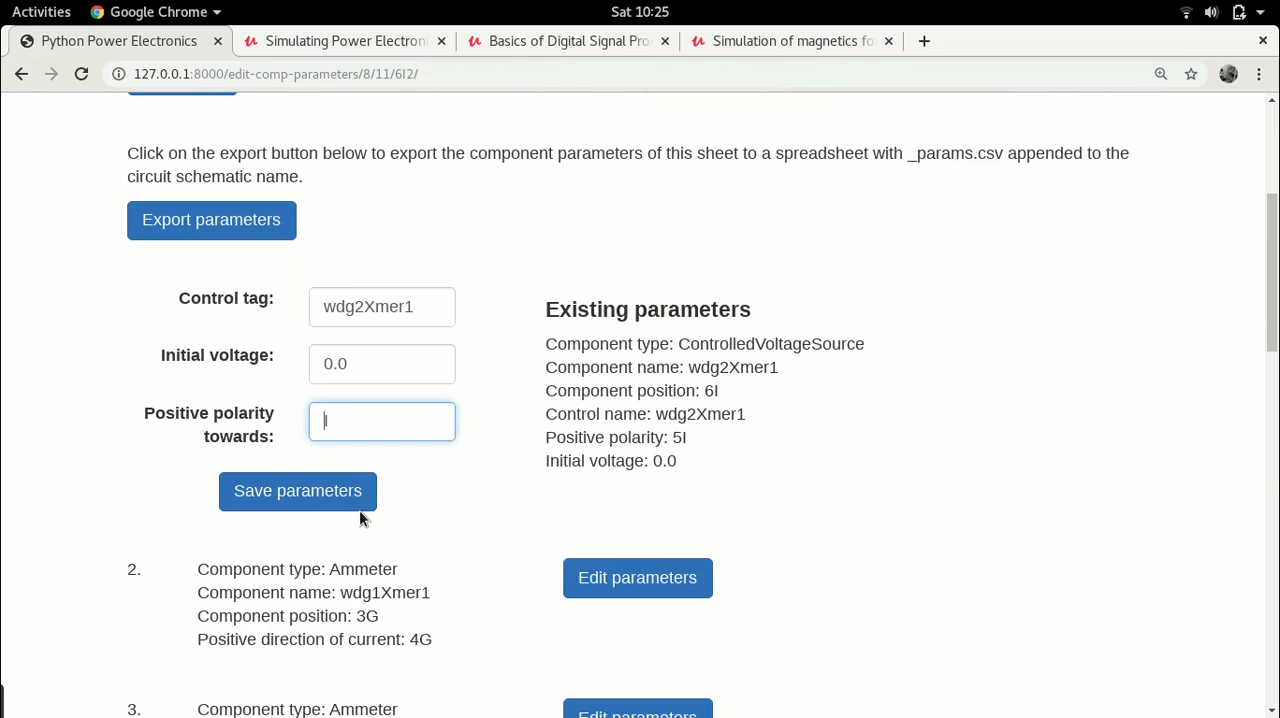 Activities
Google Chrome
Sat 10:25
Python Power Electronics
Simulating Power Electroni
Basics of Digital Signal Pro
Simulation of magnetics fo
127.0.0.1:8000/edit-comp-parameters/8/11/6I2/
Click on the export button below to export the component parameters of this sheet to a spreadsheet with _params.csv appended to the
circuit schematic name.
Export parameters
Control tag:
wdg2Xmer1
Initial voltage:
0.0
Positive polarity
towards:
I
Save parameters
Existing parameters
Component type: ControlledVoltageSource
Component name: wdg2Xmer1
Component position: 6I
Control name: wdg2Xmer1
Positive polarity: 5I
Initial voltage: 0.0
2.
Component type: Ammeter
Component name: wdg1Xmer1
Component position: 3G
Positive direction of current: 4G
Edit parameters
3.
Component type: Ammeter
Edit parameters